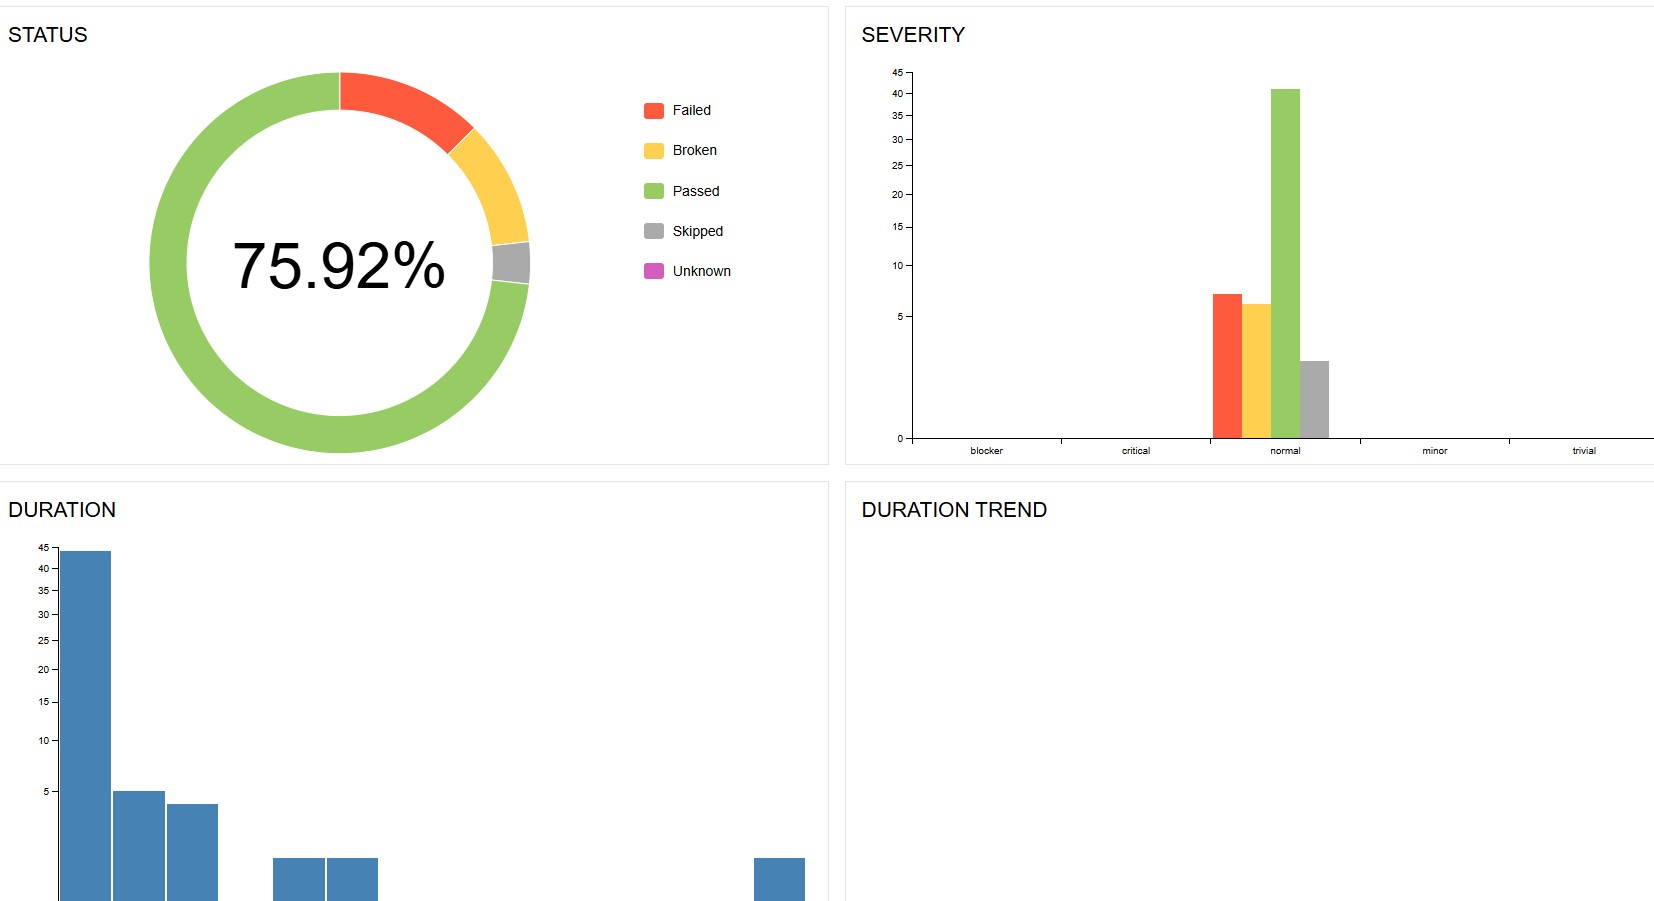 STATUS
75.92%
Failed
Broken
Passed
Skipped
Unknown
SEVERITY
45
40
35
30
25
20
15
10
5
0
blocker critical normal minor trivial
DURATION
45
40
35
30
25
20
15
10
5
DURATION TREND